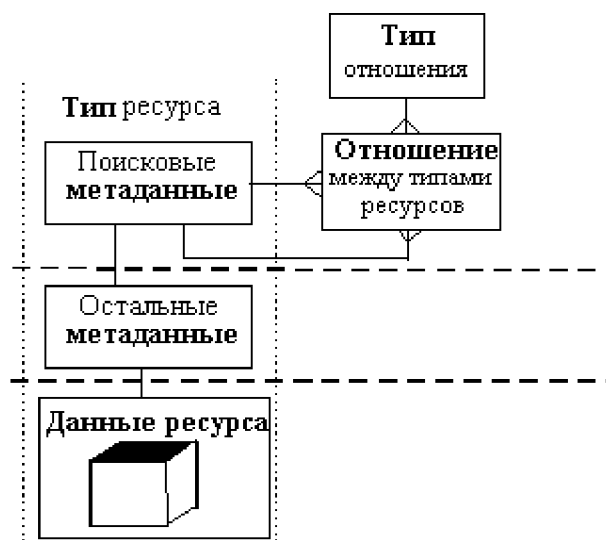 Тип
отношения
Тип ресурса
Поисковые
метаданные
Отношение
между типами
ресурсов
Остальные
метаданные
Данные ресурса